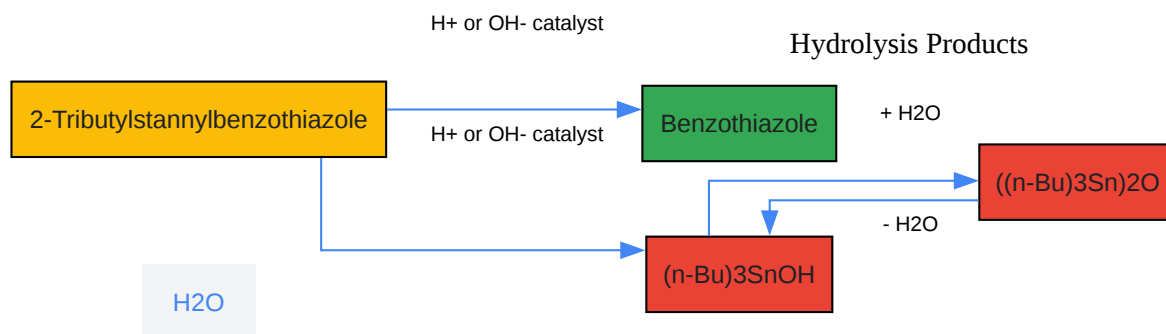 H+ or OH- catalyst
Hydrolysis Products
2-Tributylstannylbenzothiazole
Benzothiazole
+ H2O
H+ or OH- catalyst
((n-Bu)3Sn)2O
- H2O
(n-Bu)3SnOH
H2O